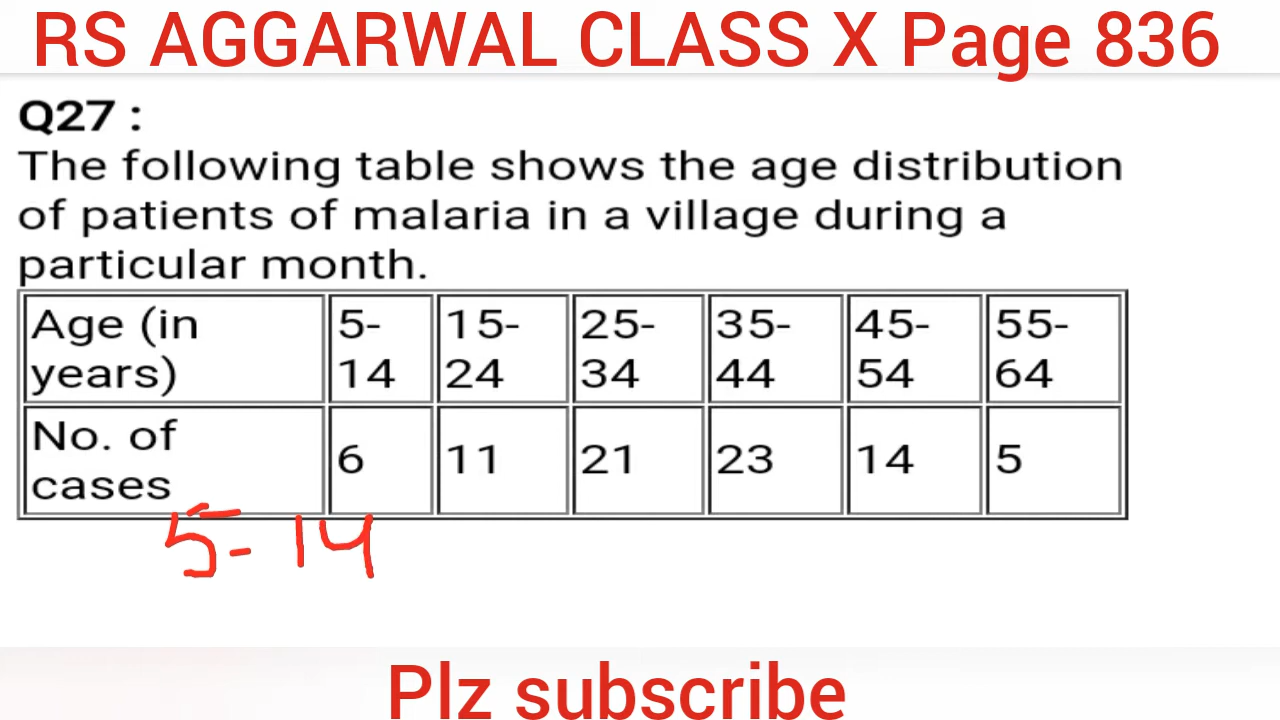 RS AGGARWAL CLASS X Page 836
Q27 :
The following table shows the age distribution
of patients of malaria in a village during a
particular month.
Age (in years) 5-14 15-24 25-34 35-44 45-54 55-64
No. of cases 6 11 21 23 14 5
5-14
Plz subscribe